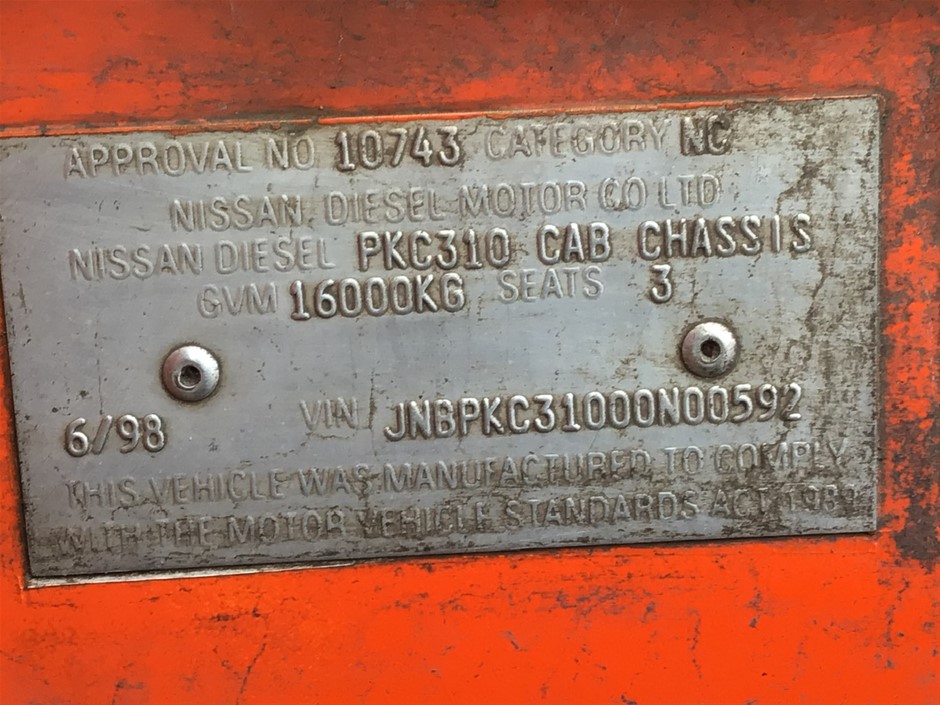 APPROVAL NO 10743 CATEGORY NC
NISSAN DIESEL MOTOR CO LTD
NISSAN DIESEL PKC310 CAB CHASSIS
GVM 16000KG SEATS 3
6/98 VIN JNBPKC31000N00592
THIS VEHICLE WAS MANUFACTURED TO COMPLY
WITH THE MOTOR VEHICLE STANDARDS ACT 1989